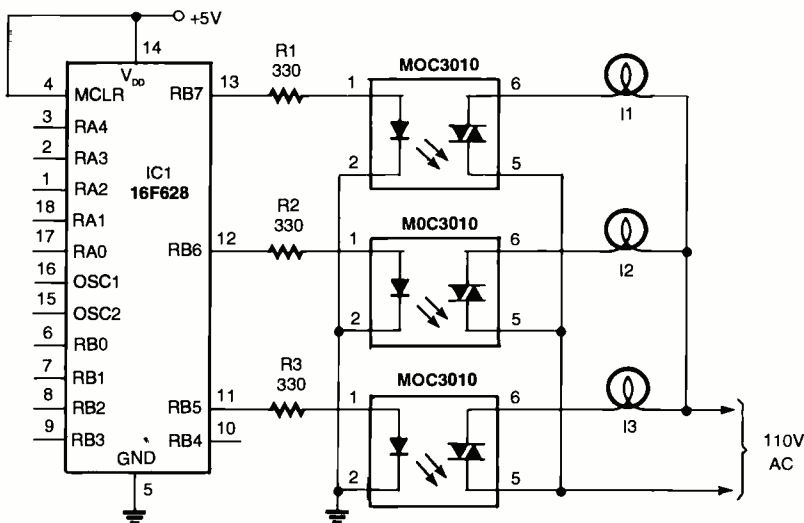 +5V
14
VDD
4
MCLR
RB7
13
3
RA4
2
RA3
1
RA2
18
RA1
17
RA0
16
OSC1
15
OSC2
6
RB0
7
RB1
8
RB2
9
RB3
IC1
16F628
RB6
12
RB5
11
RB4
10
GND
5
R1
330
R2
330
R3
330
MOC3010
1
2
6
5
I1
M0C3010
1
2
6
5
I2
MOC3010
1
2
6
5
I3
110V
AC